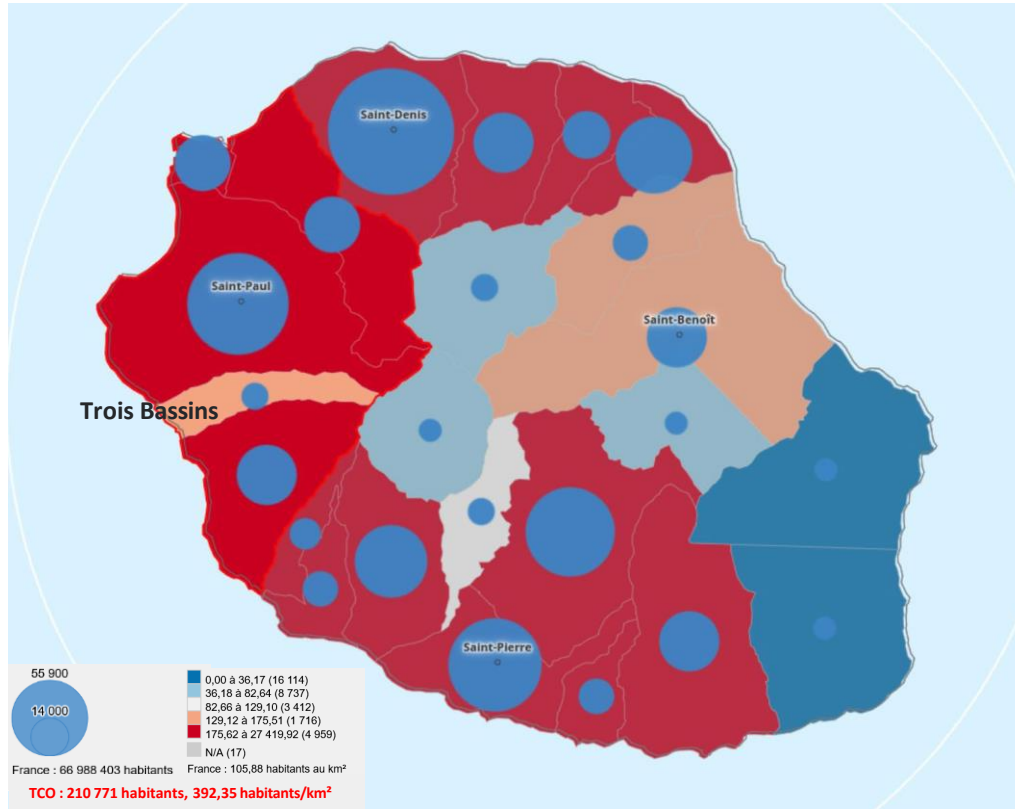 Saint-Denis
Saint-Paul
Saint-Benoît
Trois Bassins
Saint-Pierre
55 900
14 000
France : 66 988 403 habitants
0,00 à 36,17 (16 114)
36,18 à 82,64 (8 737)
82,66 à 129,10 (3 412)
129,12 à 175,51 (1 716)
175,62 à 27 419,92 (4 959)
N/A (17)
France : 105,88 habitants au km²
TCO : 210 771 habitants, 392,35 habitants/km²